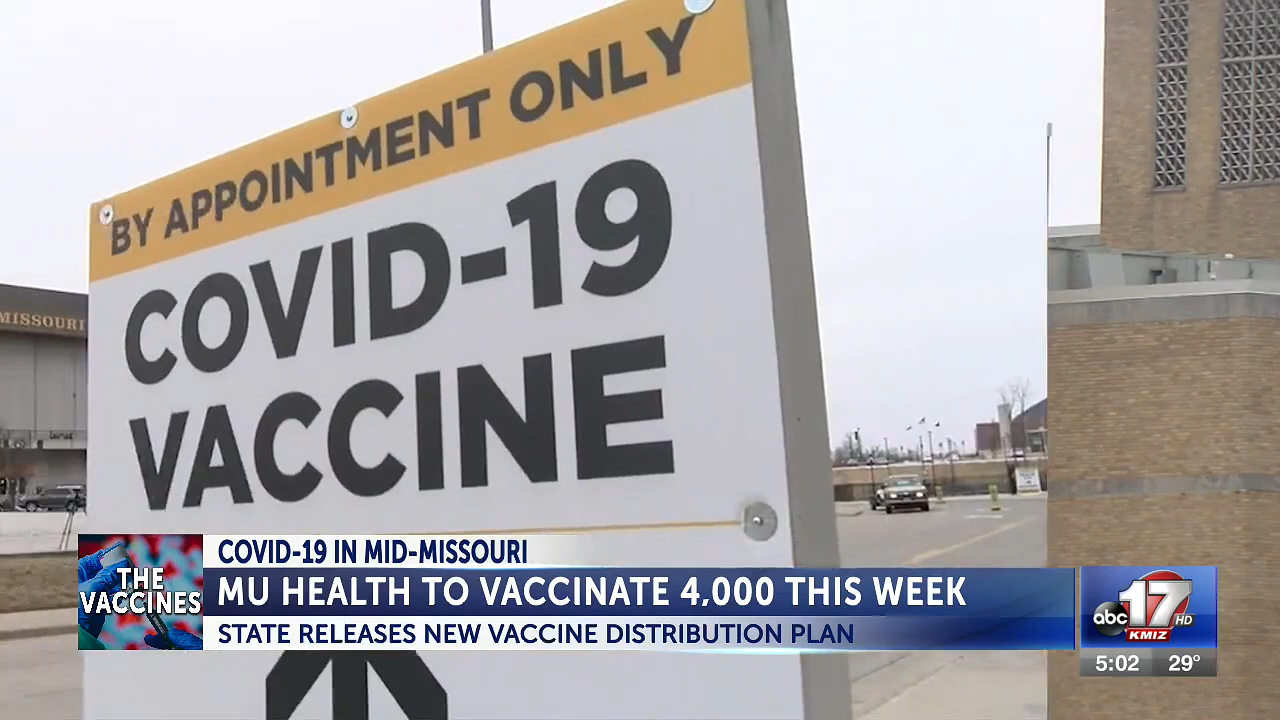 BY APPOINTMENT ONLY
COVID-19
VACCINE
MISSOURI
COVID-19 IN MID-MISSOURI
THE
VACCINES
MU HEALTH TO VACCINATE 4,000 THIS WEEK
STATE RELEASES NEW VACCINE DISTRIBUTION PLAN
abc 17 HD
KMIZ
5:02 29°